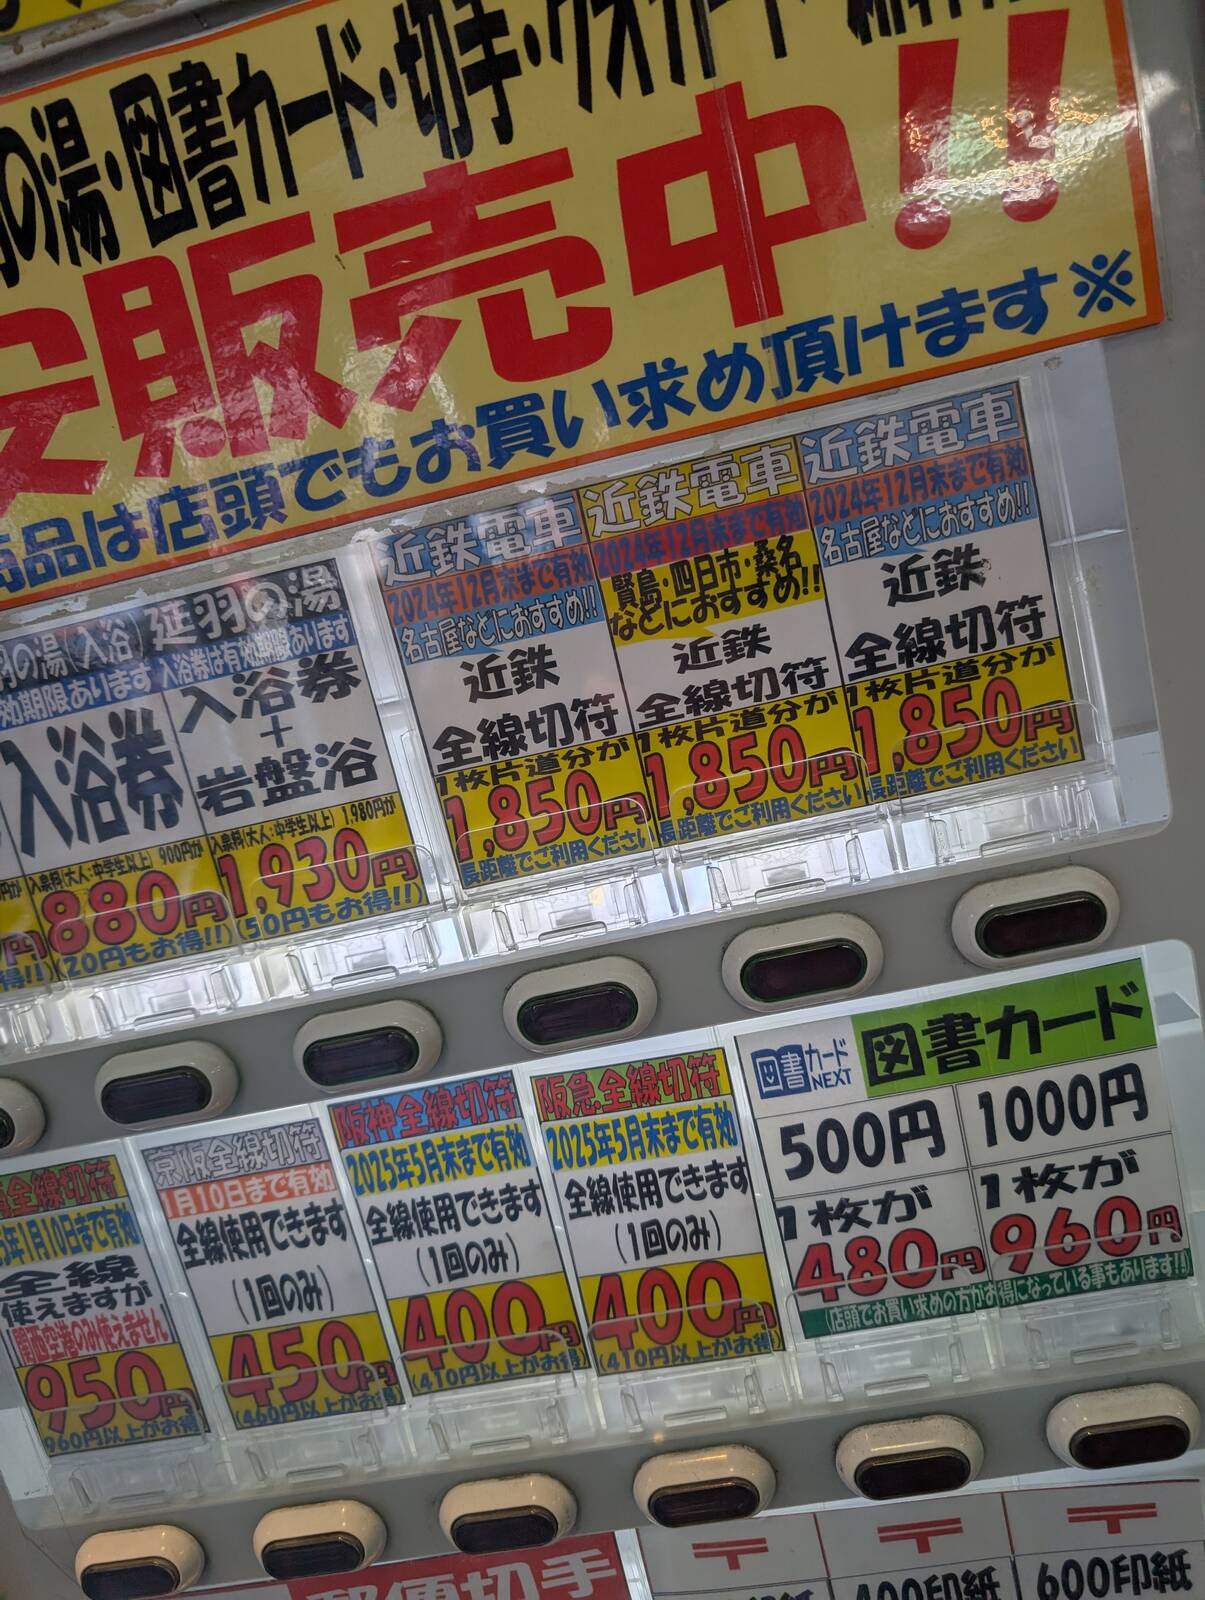 の湯・図書カード・切手・クオカード
安販売中!!
商品は店頭でもお買い求め頂けます※
羽の湯(入浴)
効期限あります
入浴券
入泉料(大人:中学生以上) 900円が
880円
(20円もお得!!)
延羽の湯
入浴券は有効期限あります
入浴券
+
岩盤浴
入泉料(大人:中学生以上) 1.980円が
1,930円
(50円もお得!!)
近鉄電車
2024年12月末まで有効
名古屋などにおすすめ!!
近鉄
全線切符
1枚片道分が
1,850円
長距離でご利用ください
近鉄電車
2024年12月末まで有効
賢島・四日市・桑名
などにおすすめ!!
近鉄
全線切符
1枚片道分が
1,850円
長距離でご利用ください
近鉄電車
2024年12月末まで有効
名古屋などにおすすめ!!
近鉄
全線切符
1枚片道分が
1,850円
長距離でご利用ください
全線切符
5年1月10日まで有効
全線
使えますが
関西空港のみ使えません
950円
960円以上がお得
京阪全線切符
1月10日まで有効
全線使用できます
(1回のみ)
450円
(460円以上がお得)
阪神全線切符
2025年5月末まで有効
全線使用できます
(1回のみ)
400円
(410円以上がお得)
阪急全線切符
2025年5月末まで有効
全線使用できます
(1回のみ)
400円
(410円以上がお得)
図書カード
NEXT
図書カード
500円
1枚が
480円
1000円
1枚が
960円
(店頭でお買い求めの方がお得になっている事もあります!!)
郵便切手
〒
〒
400印紙
〒
600印紙